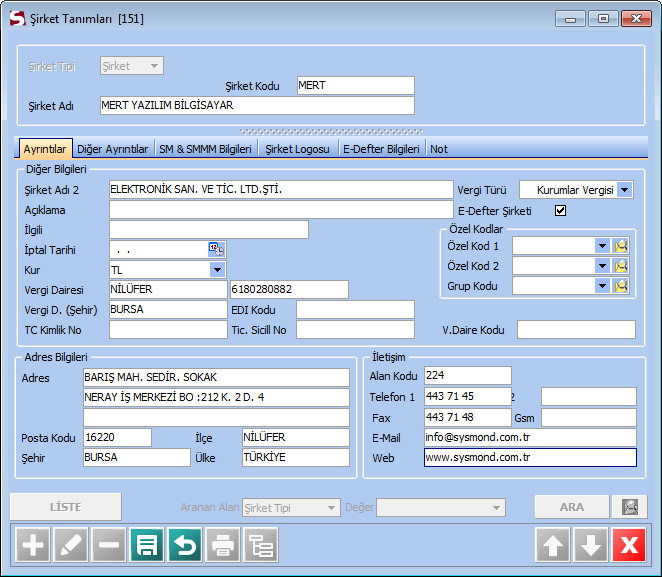 Şirket Tanımları [151]
Şirket Tipi Şirket
Şirket Kodu MERT
Şirket Adı MERT YAZILIM BİLGİSAYAR
Ayrıntılar Diğer Ayrıntılar SM & SMMM Bilgileri Şirket Logosu E-Defter Bilgileri Not
Diğer Bilgileri
Şirket Adı 2 ELEKTRONİK SAN. VE TİC. LTD.ŞTİ. Vergi Türü Kurumlar Vergisi
Açıklama E-Defter Şirketi
İlgili Özel Kodlar
İptal Tarihi . . 12 Özel Kod 1
Kur TL Özel Kod 2
Vergi Dairesi NİLÜFER 6180280882 Grup Kodu
Vergi D. (Şehir) BURSA EDI Kodu
TC Kimlik No Tic. Sicill No V.Daire Kodu
Adres Bilgileri İletişim
Adres BARIŞ MAH. SEDİR. SOKAK Alan Kodu 224
NERAY İŞ MERKEZİ BO :212 K. 2 D. 4 Telefon 1 443 71 45 2
Fax 443 71 48 Gsm
Posta Kodu 16220 İlçe NİLÜFER E-Mail info@sysmond.com.tr
Şehir BURSA Ülke TÜRKİYE Web www.sysmond.com.tr
LİSTE Aranan Alan Şirket Tipi Değer ARA